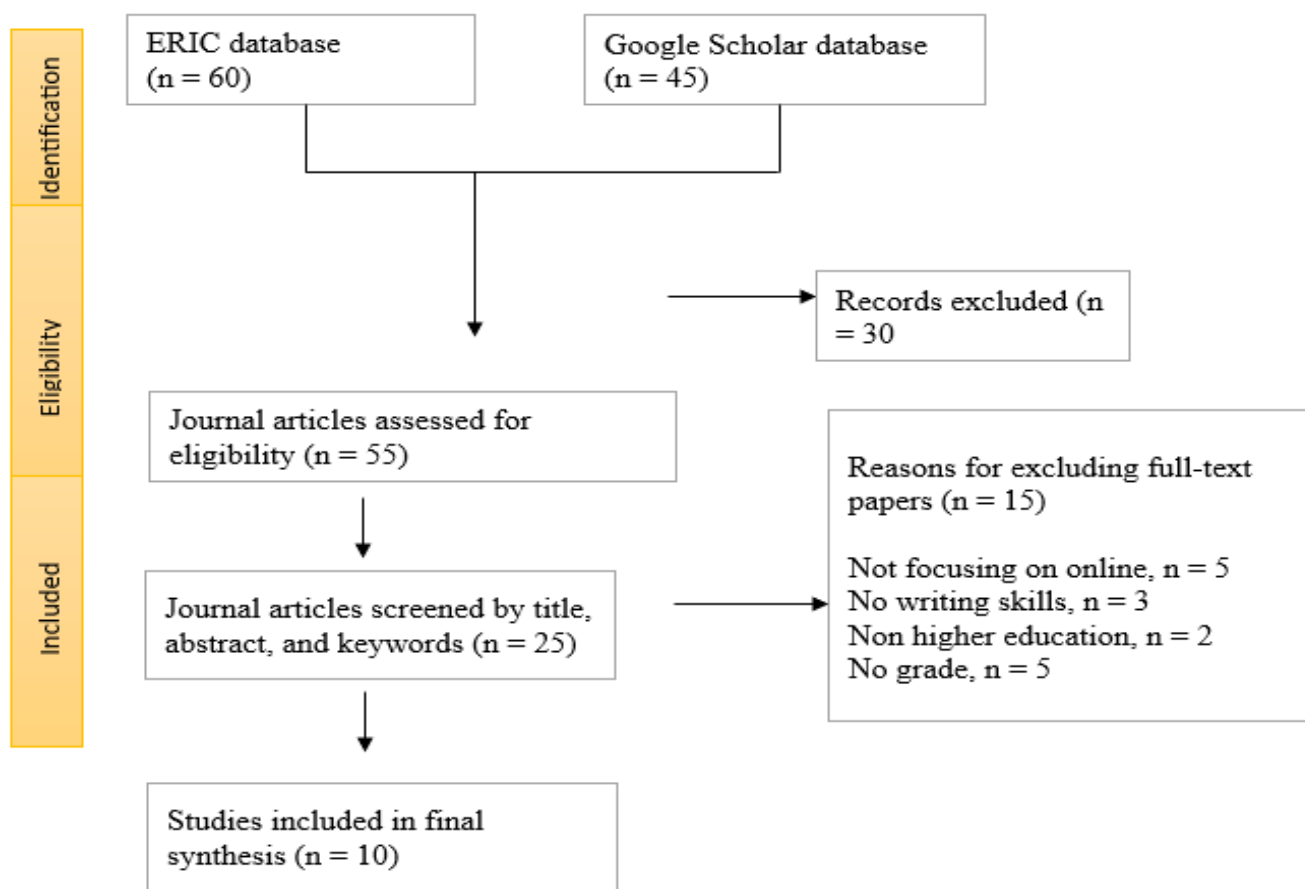 Identification
ERIC database
(n = 60)
Google Scholar database
(n = 45)
Eligibility
Records excluded (n
= 30
Journal articles assessed for
eligibility (n = 55)
Included
Journal articles screened by title,
abstract, and keywords (n = 25)
Reasons for excluding full-text
papers (n = 15)
Not focusing on online, n = 5
No writing skills, n = 3
Non higher education, n = 2
No grade, n = 5
Studies included in final
synthesis (n = 10)